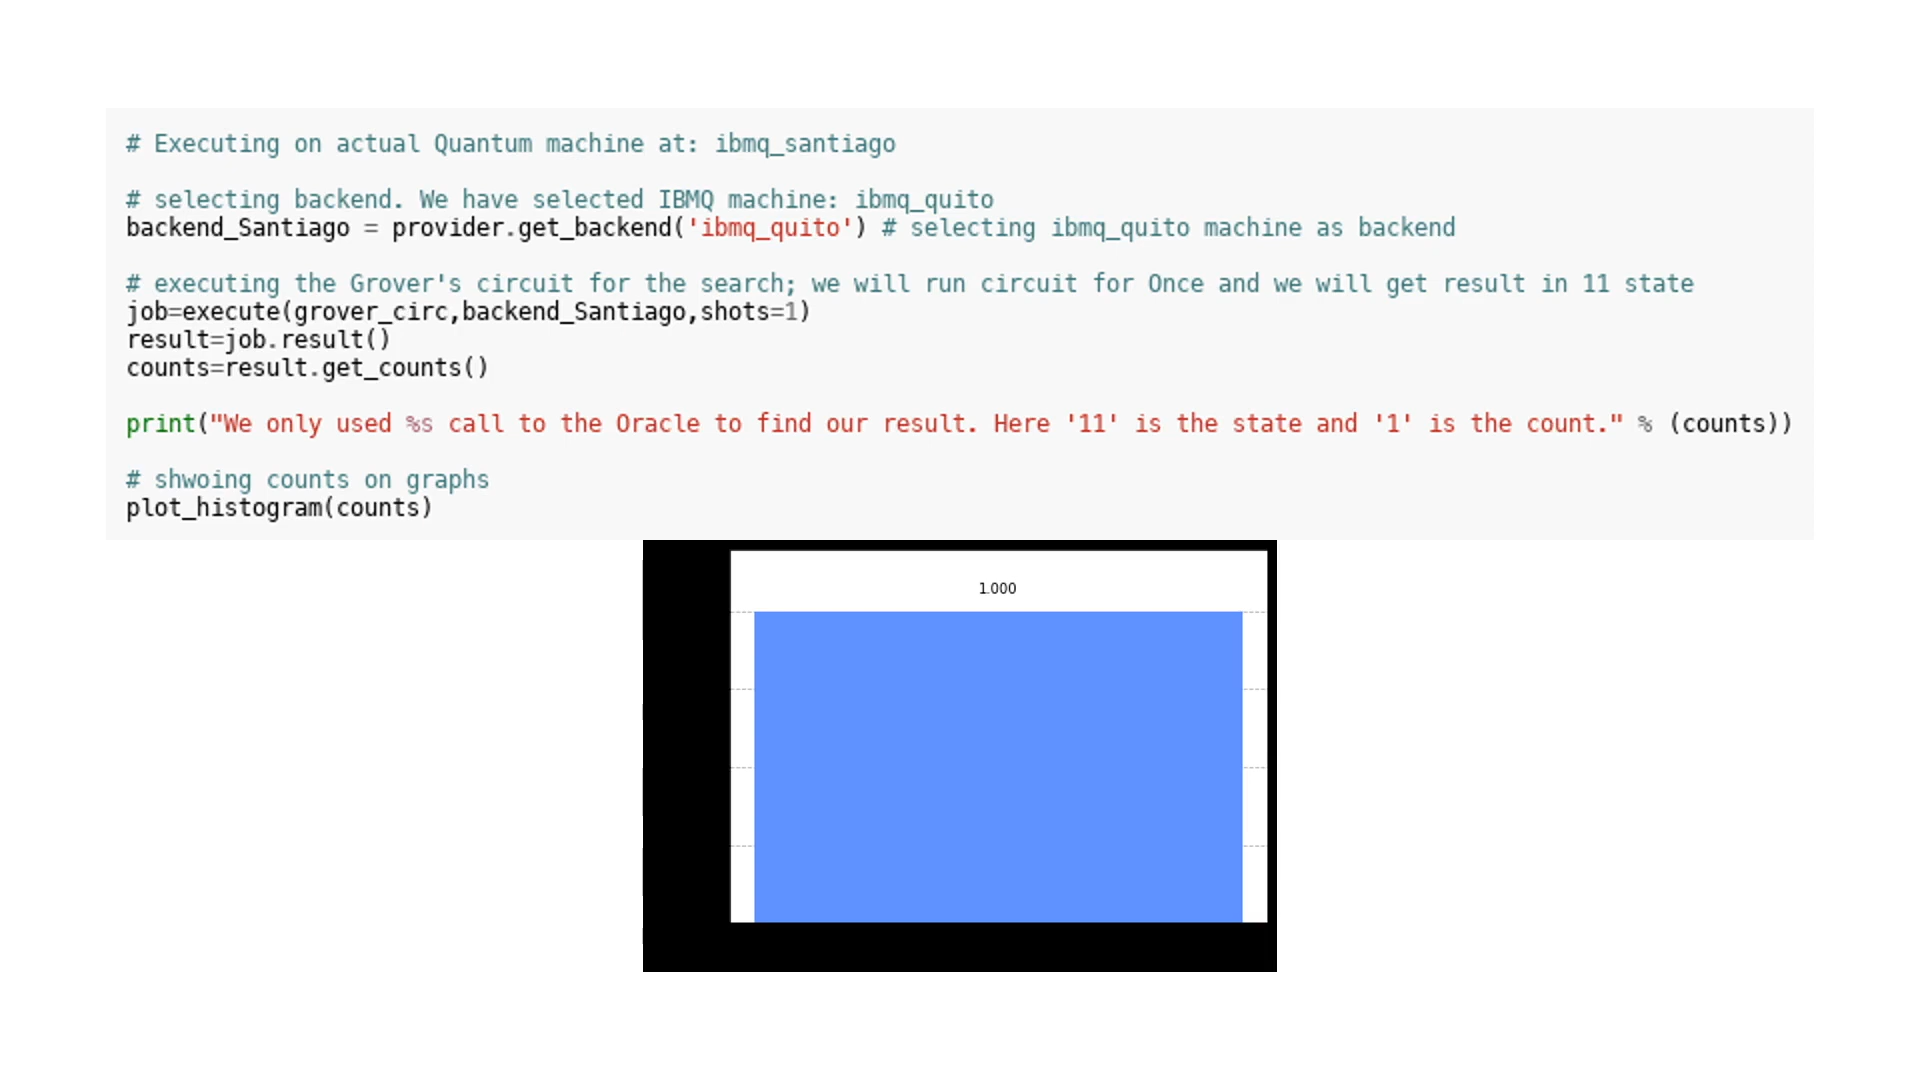 # Executing on actual Quantum machine at: ibmq_santiago
# selecting backend. We have selected IBMQ machine: ibmq_quito
backend_Santiago = provider.get_backend('ibmq_quito') # selecting ibmq_quito machine as backend
# executing the Grover's circuit for the search; we will run circuit for Once and we will get result in 11 state
job=execute(grover_circ,backend_Santiago,shots=1)
result=job.result()
counts=result.get_counts()
print("We only used %s call to the Oracle to find our result. Here '11' is the state and '1' is the count." % (counts))
# shwoing counts on graphs
plot_histogram(counts)
1.000